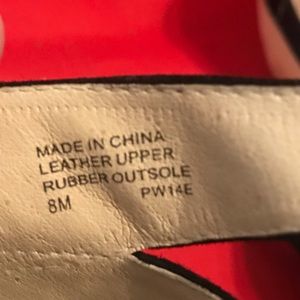 MADE IN CHINA
LEATHER UPPER
RUBBER OUTSOLE
8M PW14E